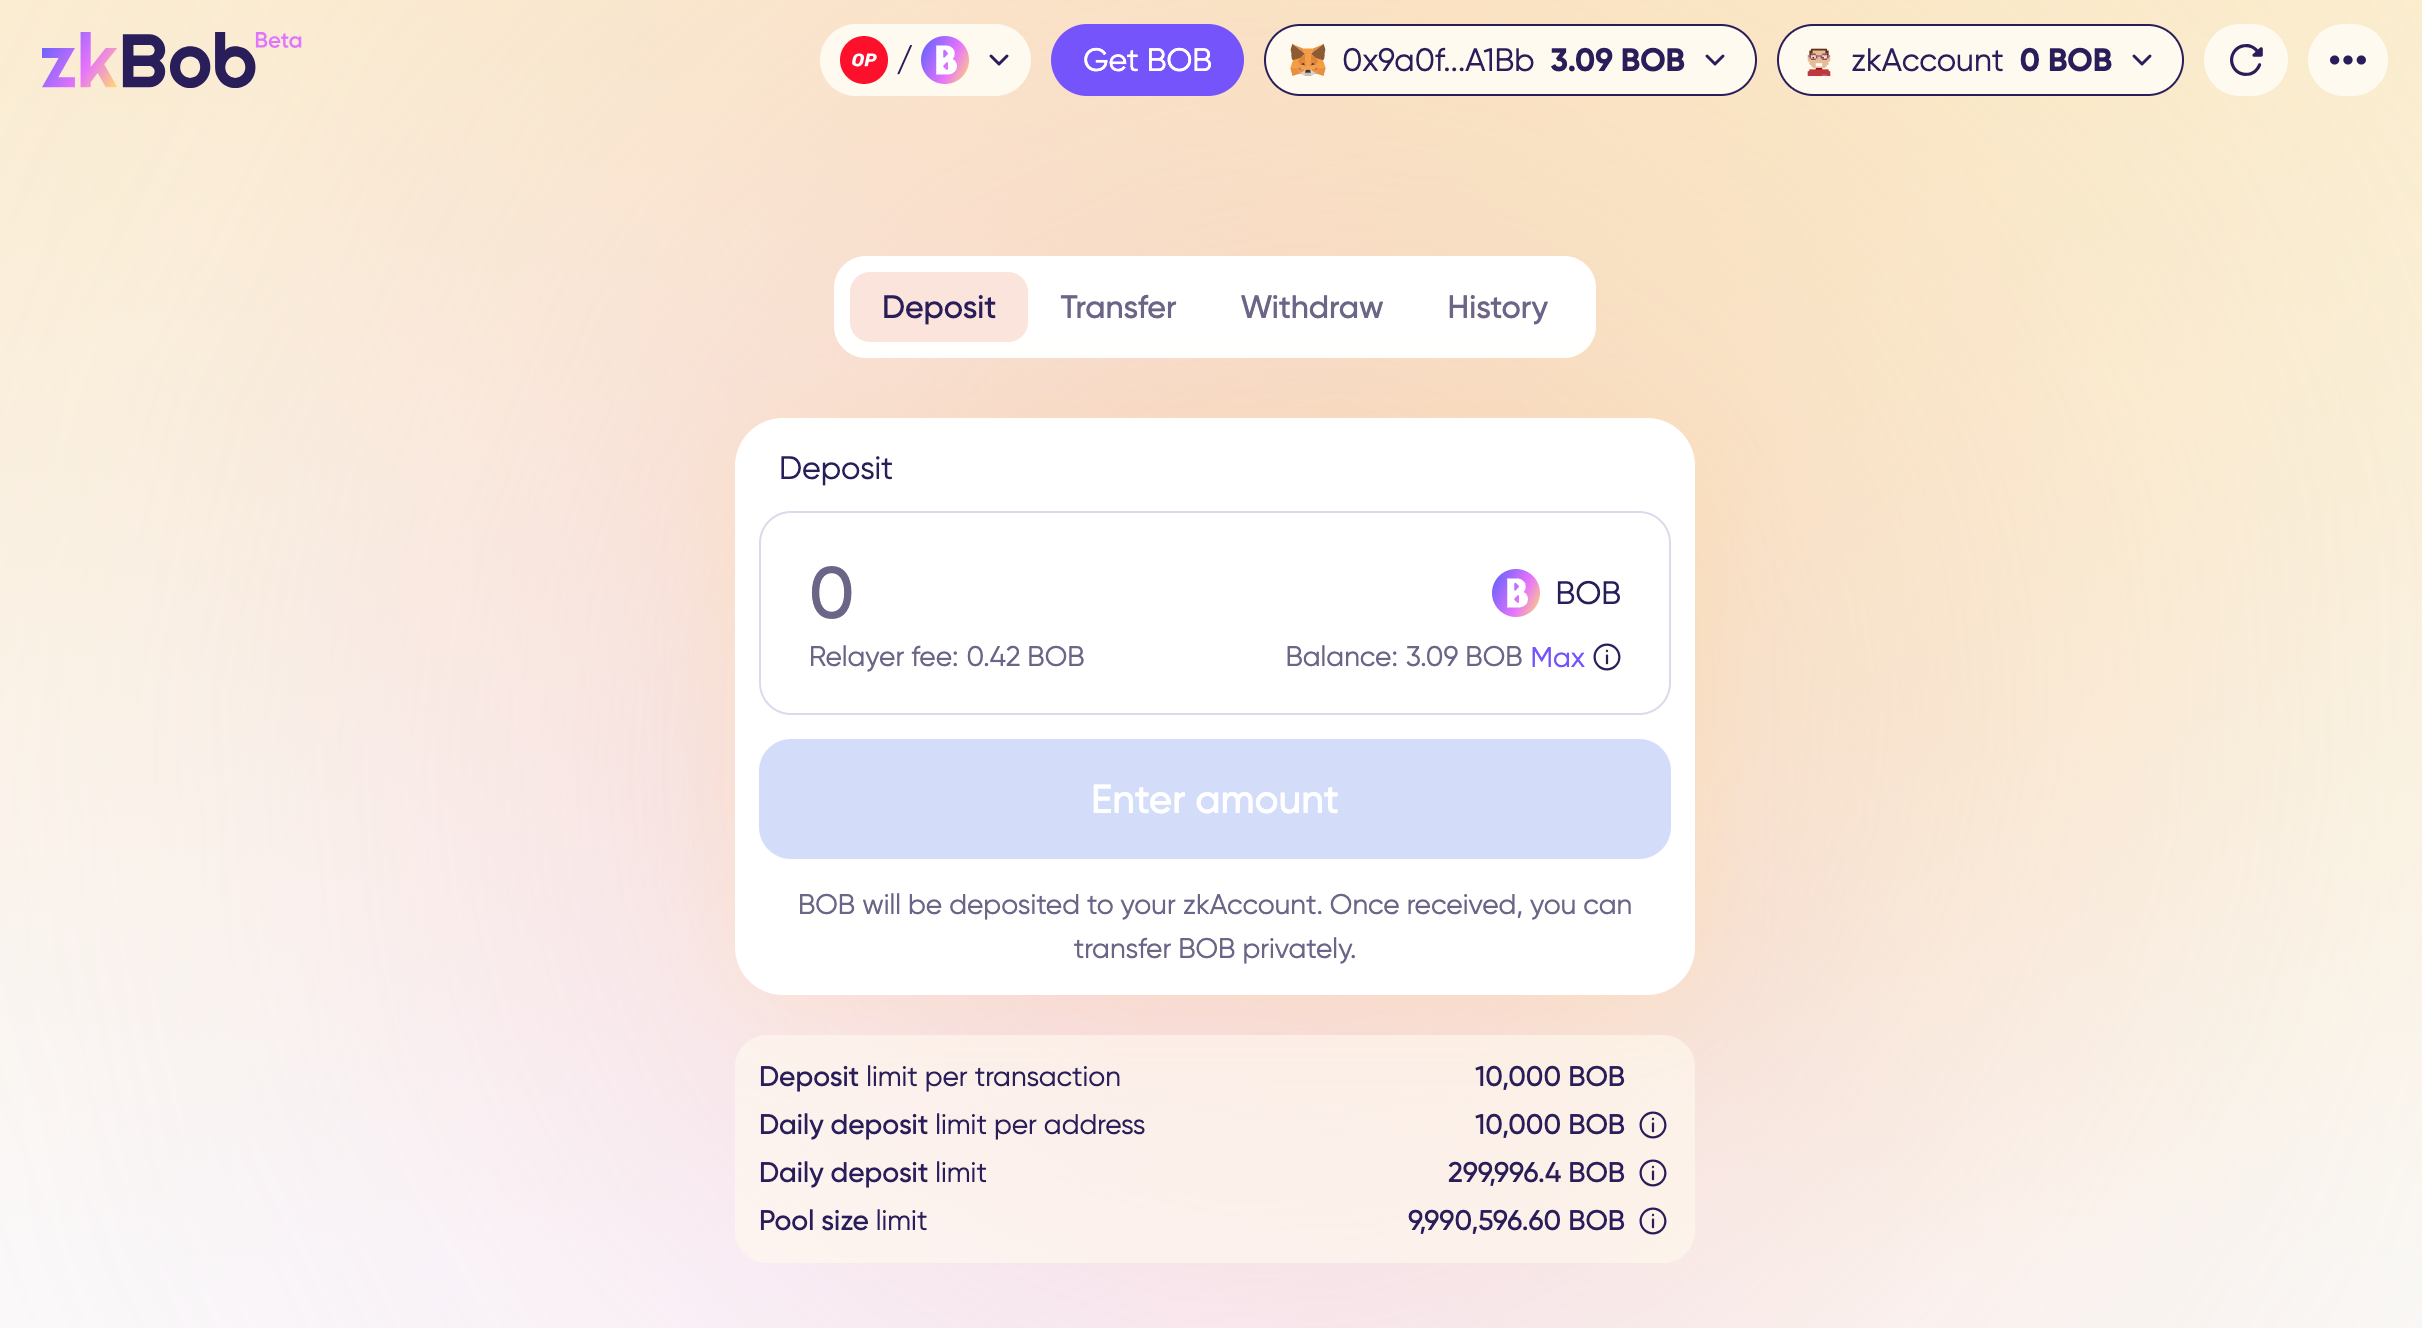 zkBob Beta
OP / B Get BOB 0x9a0f...A1Bb 3.09 BOB zkAccount 0 BOB
Deposit Transfer Withdraw History
Deposit
0 B BOB
Relayer fee: 0.42 BOB Balance: 3.09 BOB Max
Enter amount
BOB will be deposited to your zkAccount. Once received, you can
transfer BOB privately.
Deposit limit per transaction 10,000 BOB
Daily deposit limit per address 10,000 BOB
Daily deposit limit 299,996.4 BOB
Pool size limit 9,990,596.60 BOB